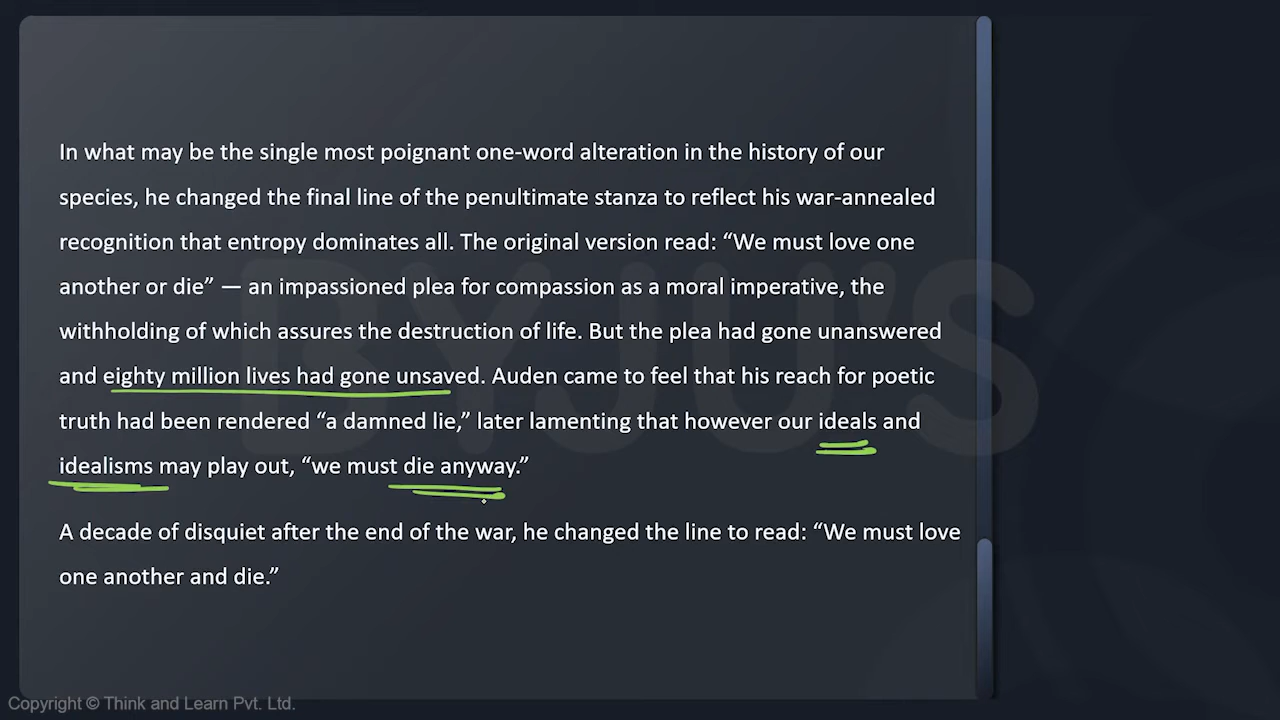 In what may be the single most poignant one-word alteration in the history of our
species, he changed the final line of the penultimate stanza to reflect his war-annealed
recognition that entropy dominates all. The original version read: “We must love one
another or die” — an impassioned plea for compassion as a moral imperative, the
withholding of which assures the destruction of life. But the plea had gone unanswered
and eighty million lives had gone unsaved. Auden came to feel that his reach for poetic
truth had been rendered “a damned lie,” later lamenting that however our ideals and
idealisms may play out, “we must die anyway.”
A decade of disquiet after the end of the war, he changed the line to read: “We must love
one another and die.”
BYJU'S
Copyright © Think and Learn Pvt. Ltd.